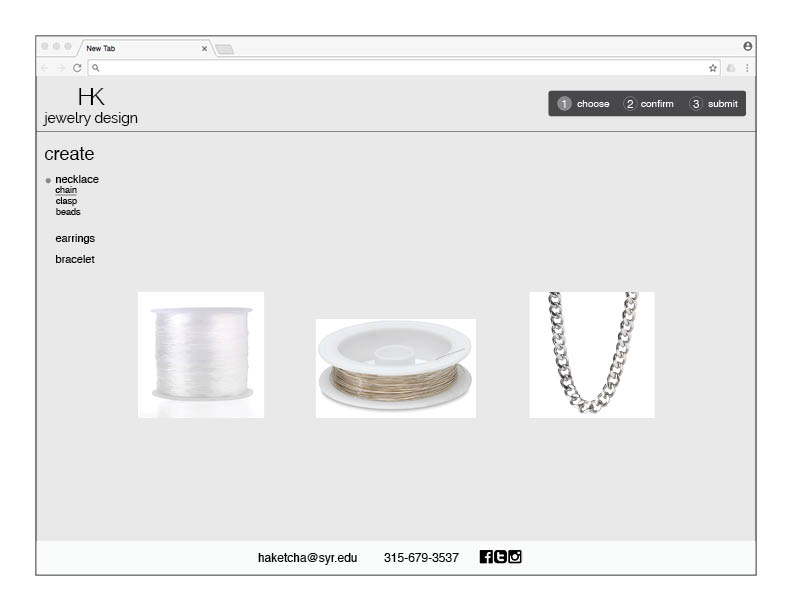 New Tab
HK
jewelry design
1 choose 2 confirm 3 submit
create
necklace
chain
clasp
beads
earrings
bracelet
haketcha@syr.edu 315-679-3537